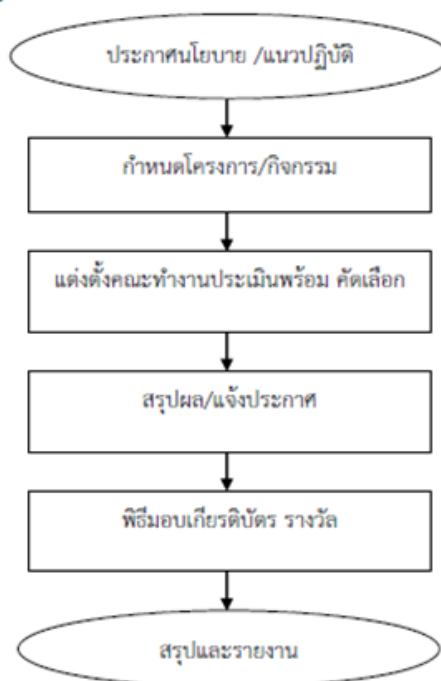 ประกาศนโยบาย /แนวปฏิบัติ
กำหนดโครงการ/กิจกรรม
แต่งตั้งคณะทำงานประเมินพร้อม คัดเลือก
สรุปผล/แจ้งประกาศ
พิธีมอบเกียรติบัตร รางวัล
สรุปและรายงาน